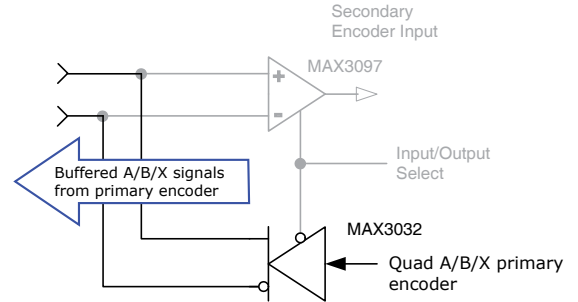 Secondary
Encoder Input
MAX3097
+
-
Input/Output
Select
Buffered A/B/X signals
from primary encoder
MAX3032
Quad A/B/X primary
encoder